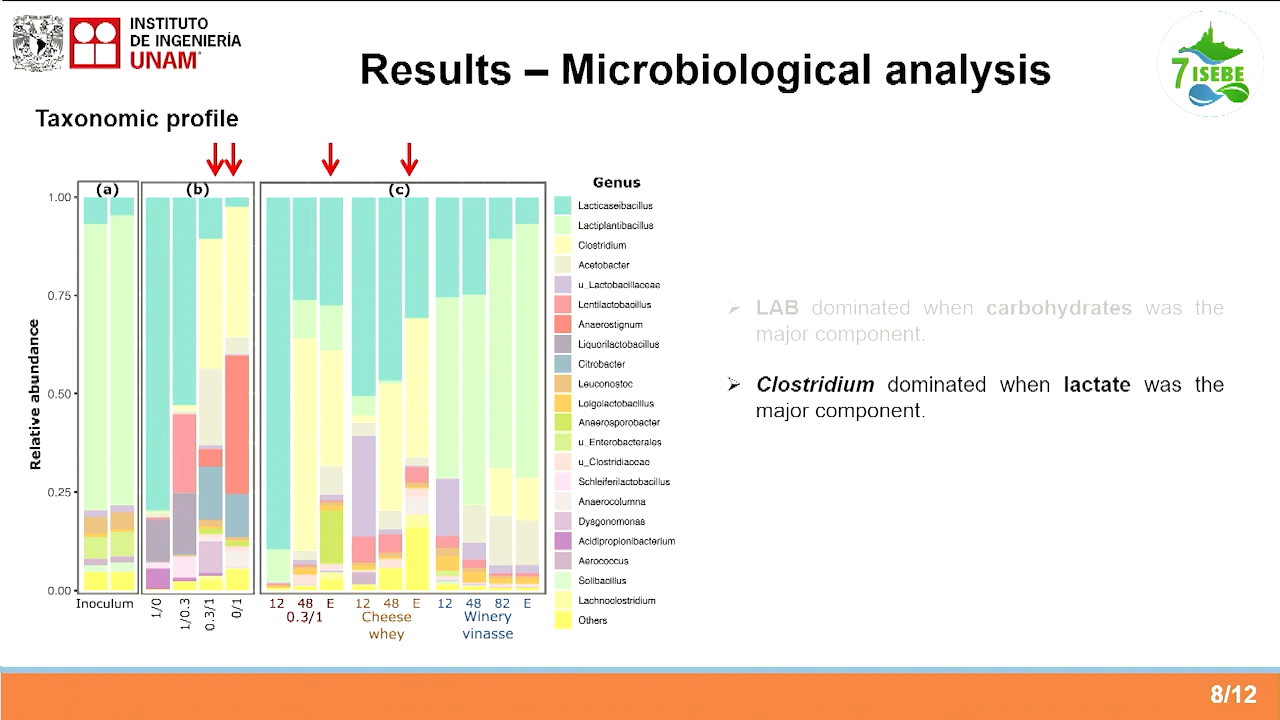 INSTITUTO
DE INGENIERÍA
UNAM
Results – Microbiological analysis
7 ISEBE
Taxonomic profile
(a)
(b)
(c)
Relative abundance
1.00
0.75
0.50
0.25
0.00
Inoculum
1/0
1/0.3
0.3/1
0/1
12 48 E
0.3/1
12 48 E
Cheese
whey
12 48 82 E
Winery
vinasse
Genus
Lacticaseibacillus
Lactiplantibacillus
Clostridium
Acetobacter
u_Lactobacillaceae
Lentilactobacillus
Anaerostignum
Liquorilactobacillus
Citrobacter
Leuconostoc
Loigolactobacillus
Anaerosporobacter
u_Enterobacterales
u_Clostridiaceae
Schleiferilactobacillus
Anaerocolumna
Dysgonomonas
Acidipropionibacterium
Aerococcus
Solibacillus
Lachnoclostridium
Others
➢ LAB dominated when carbohydrates was the
major component.
➢ Clostridium dominated when lactate was the
major component.
8/12